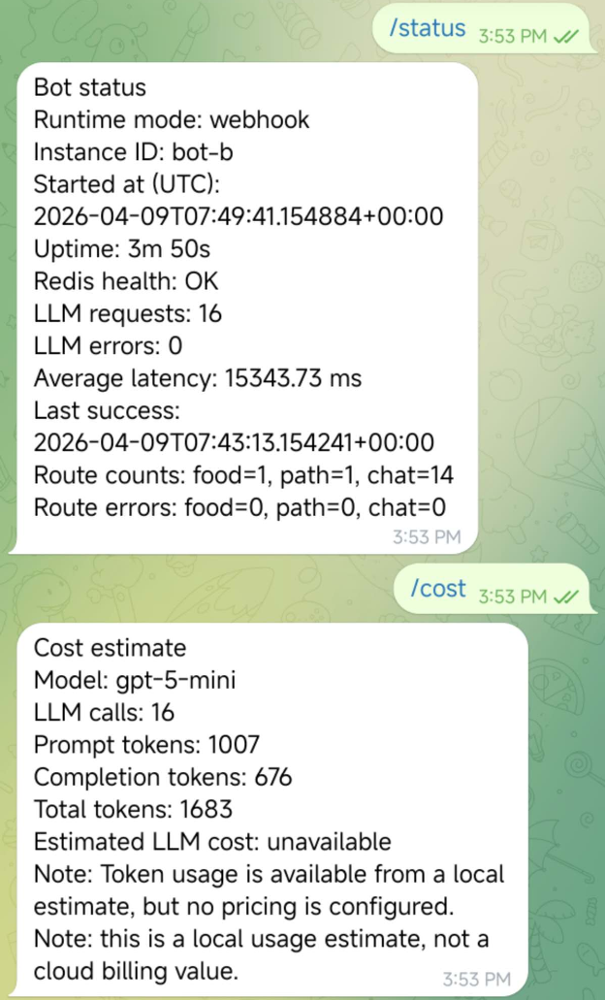 /status 3:53 PM
Bot status
Runtime mode: webhook
Instance ID: bot-b
Started at (UTC):
2026-04-09T07:49:41.154884+00:00
Uptime: 3m 50s
Redis health: OK
LLM requests: 16
LLM errors: 0
Average latency: 15343.73 ms
Last success:
2026-04-09T07:43:13.154241+00:00
Route counts: food=1, path=1, chat=14
Route errors: food=0, path=0, chat=0
3:53 PM
/cost 3:53 PM
Cost estimate
Model: gpt-5-mini
LLM calls: 16
Prompt tokens: 1007
Completion tokens: 676
Total tokens: 1683
Estimated LLM cost: unavailable
Note: Token usage is available from a local
estimate, but no pricing is configured.
Note: this is a local usage estimate, not a
cloud billing value. 3:53 PM